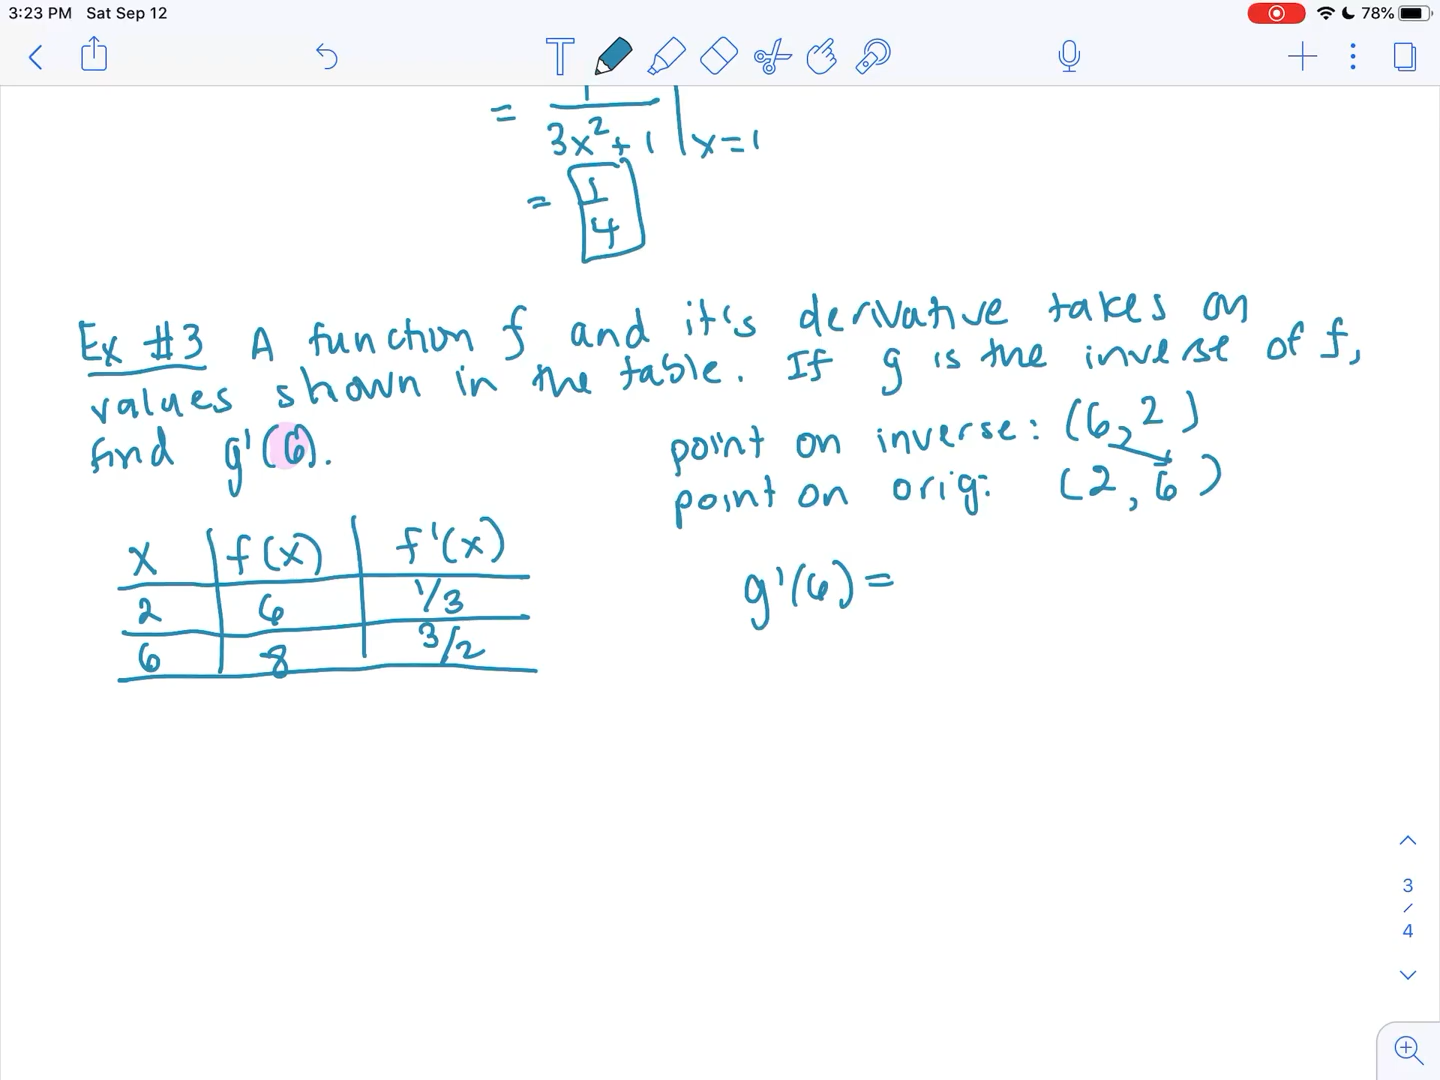 3:23 PM Sat Sep 12
78%
T
= 1/(3x²+1) | x=1
= 1/4
Ex #3 A function f and it's derivative takes on
values shown in the table. If g is the inverse of f,
find g'(6).
point on inverse: (6, 2)
point on orig: (2, 6)
x f(x) f'(x)
2 6 1/3
6 8 3/2
g'(6) =
3
/
4